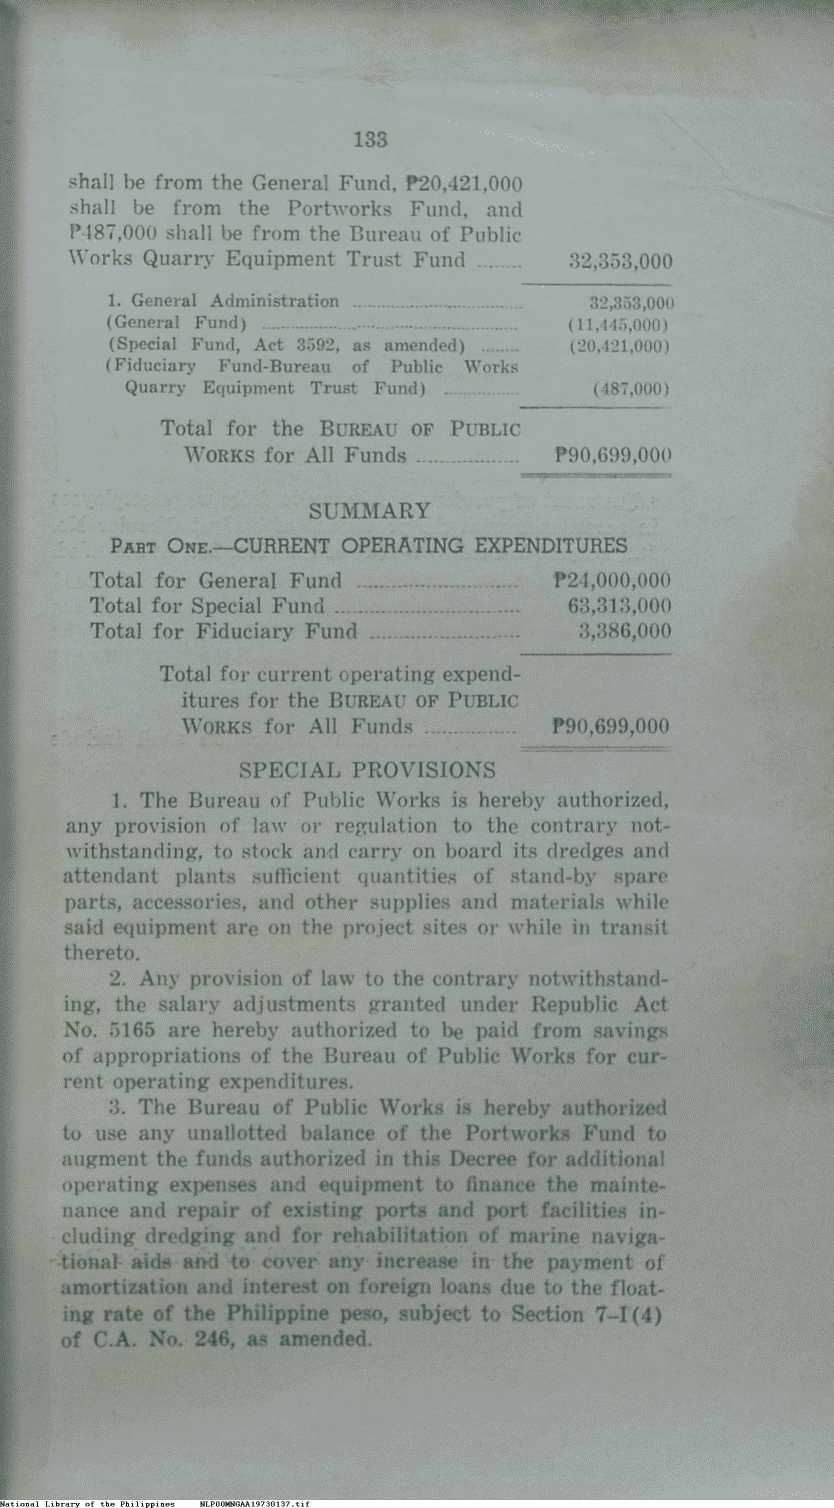 133
shall be from the General Fund, ₱20,421,000
shall be from the Portworks Fund, and
₱487,000 shall be from the Bureau of Public
Works Quarry Equipment Trust Fund ........ 32,353,000
1. General Administration ........ 32,353,000
(General Fund) ........ (11,445,000)
(Special Fund, Act 3592, as amended) ........ (20,421,000)
(Fiduciary Fund-Bureau of Public Works
Quarry Equipment Trust Fund) ........ (487,000)
Total for the BUREAU OF PUBLIC
WORKS for All Funds ........ ₱90,699,000
SUMMARY
PART ONE.—CURRENT OPERATING EXPENDITURES
Total for General Fund ........ ₱24,000,000
Total for Special Fund ........ 63,313,000
Total for Fiduciary Fund ........ 3,386,000
Total for current operating expend-
itures for the BUREAU OF PUBLIC
WORKS for All Funds ........ ₱90,699,000
SPECIAL PROVISIONS
1. The Bureau of Public Works is hereby authorized,
any provision of law or regulation to the contrary not-
withstanding, to stock and carry on board its dredges and
attendant plants sufficient quantities of stand-by spare
parts, accessories, and other supplies and materials while
said equipment are on the project sites or while in transit
thereto.
2. Any provision of law to the contrary notwithstand-
ing, the salary adjustments granted under Republic Act
No. 5165 are hereby authorized to be paid from savings
of appropriations of the Bureau of Public Works for cur-
rent operating expenditures.
3. The Bureau of Public Works is hereby authorized
to use any unallotted balance of the Portworks Fund to
augment the funds authorized in this Decree for additional
operating expenses and equipment to finance the mainte-
nance and repair of existing ports and port facilities in-
cluding dredging and for rehabilitation of marine naviga-
tional aids and to cover any increase in the payment of
amortization and interest on foreign loans due to the float-
ing rate of the Philippine peso, subject to Section 7–I(4)
of C.A. No. 246, as amended.
National Library of the Philippines NLP00MNGAA19730137.tif